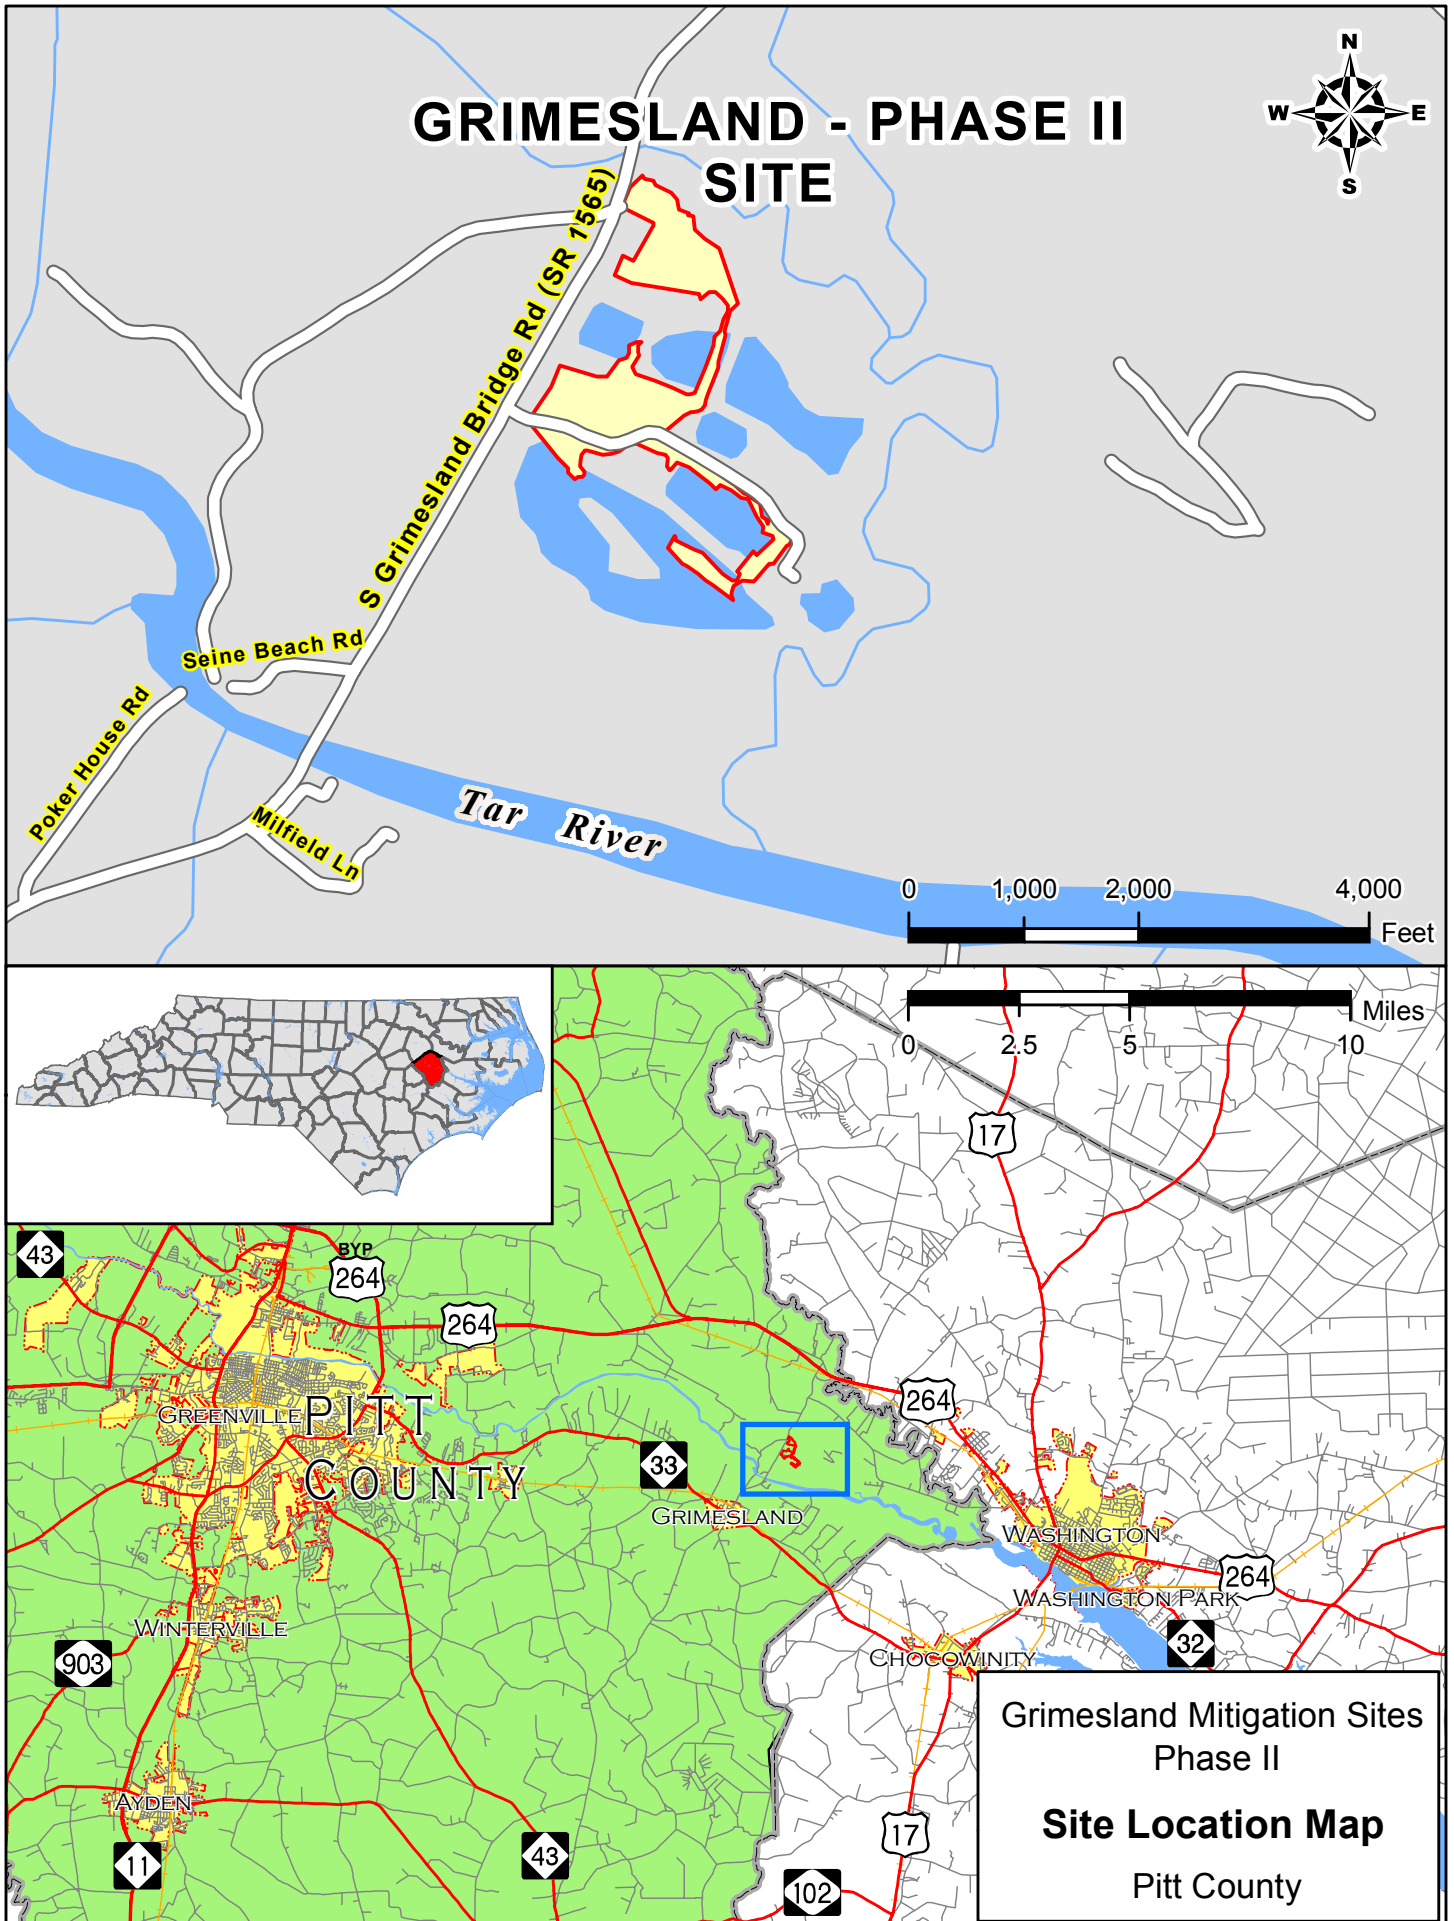 GRIMESLAND - PHASE II
SITE
N
W
E
S
S Grimesland Bridge Rd (SR 1565)
Seine Beach Rd
Poker House Rd
Milfield Ln
Tar River
0 1,000 2,000 4,000
Feet
Miles
0 2.5 5 10
17
43
BYP
264
264
264
GREENVILLE
PITT
COUNTY
33
GRIMESLAND
WASHINGTON
264
WASHINGTON PARK
WINTERVILLE
32
903
CHOCOWINITY
AYDEN
11
43
17
102
Grimesland Mitigation Sites
Phase II
Site Location Map
Pitt County